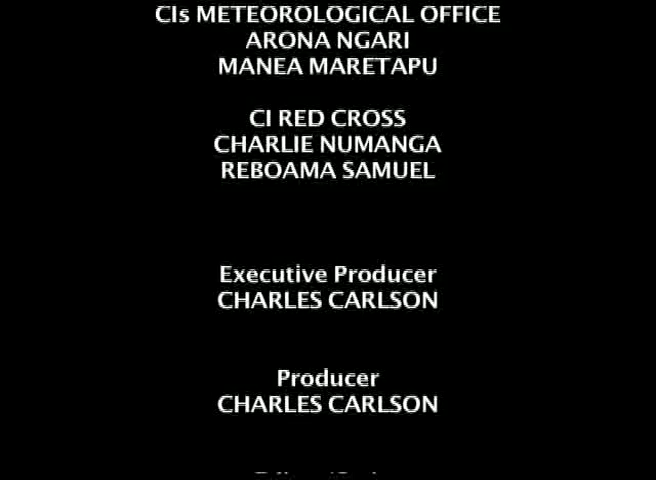 CIs METEOROLOGICAL OFFICE
ARONA NGARI
MANEA MARETAPU
CI RED CROSS
CHARLIE NUMANGA
REBOAMA SAMUEL
Executive Producer
CHARLES CARLSON
Producer
CHARLES CARLSON